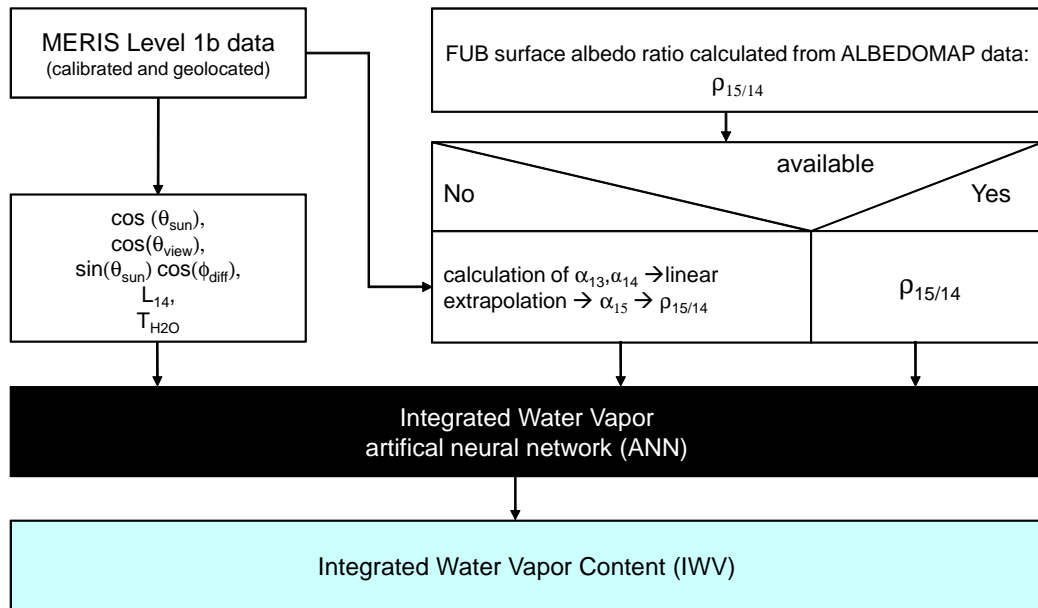 MERIS Level 1b data
(calibrated and geolocated)
FUB surface albedo ratio calculated from ALBEDOMAP data:
ρ15/14
available
No
Yes
cos (θsun),
cos(θview),
sin(θsun) cos(ϕdiff),
L14,
TH2O
calculation of α13,α14 →linear
extrapolation → α15 → ρ15/14
ρ15/14
Integrated Water Vapor
artifical neural network (ANN)
Integrated Water Vapor Content (IWV)